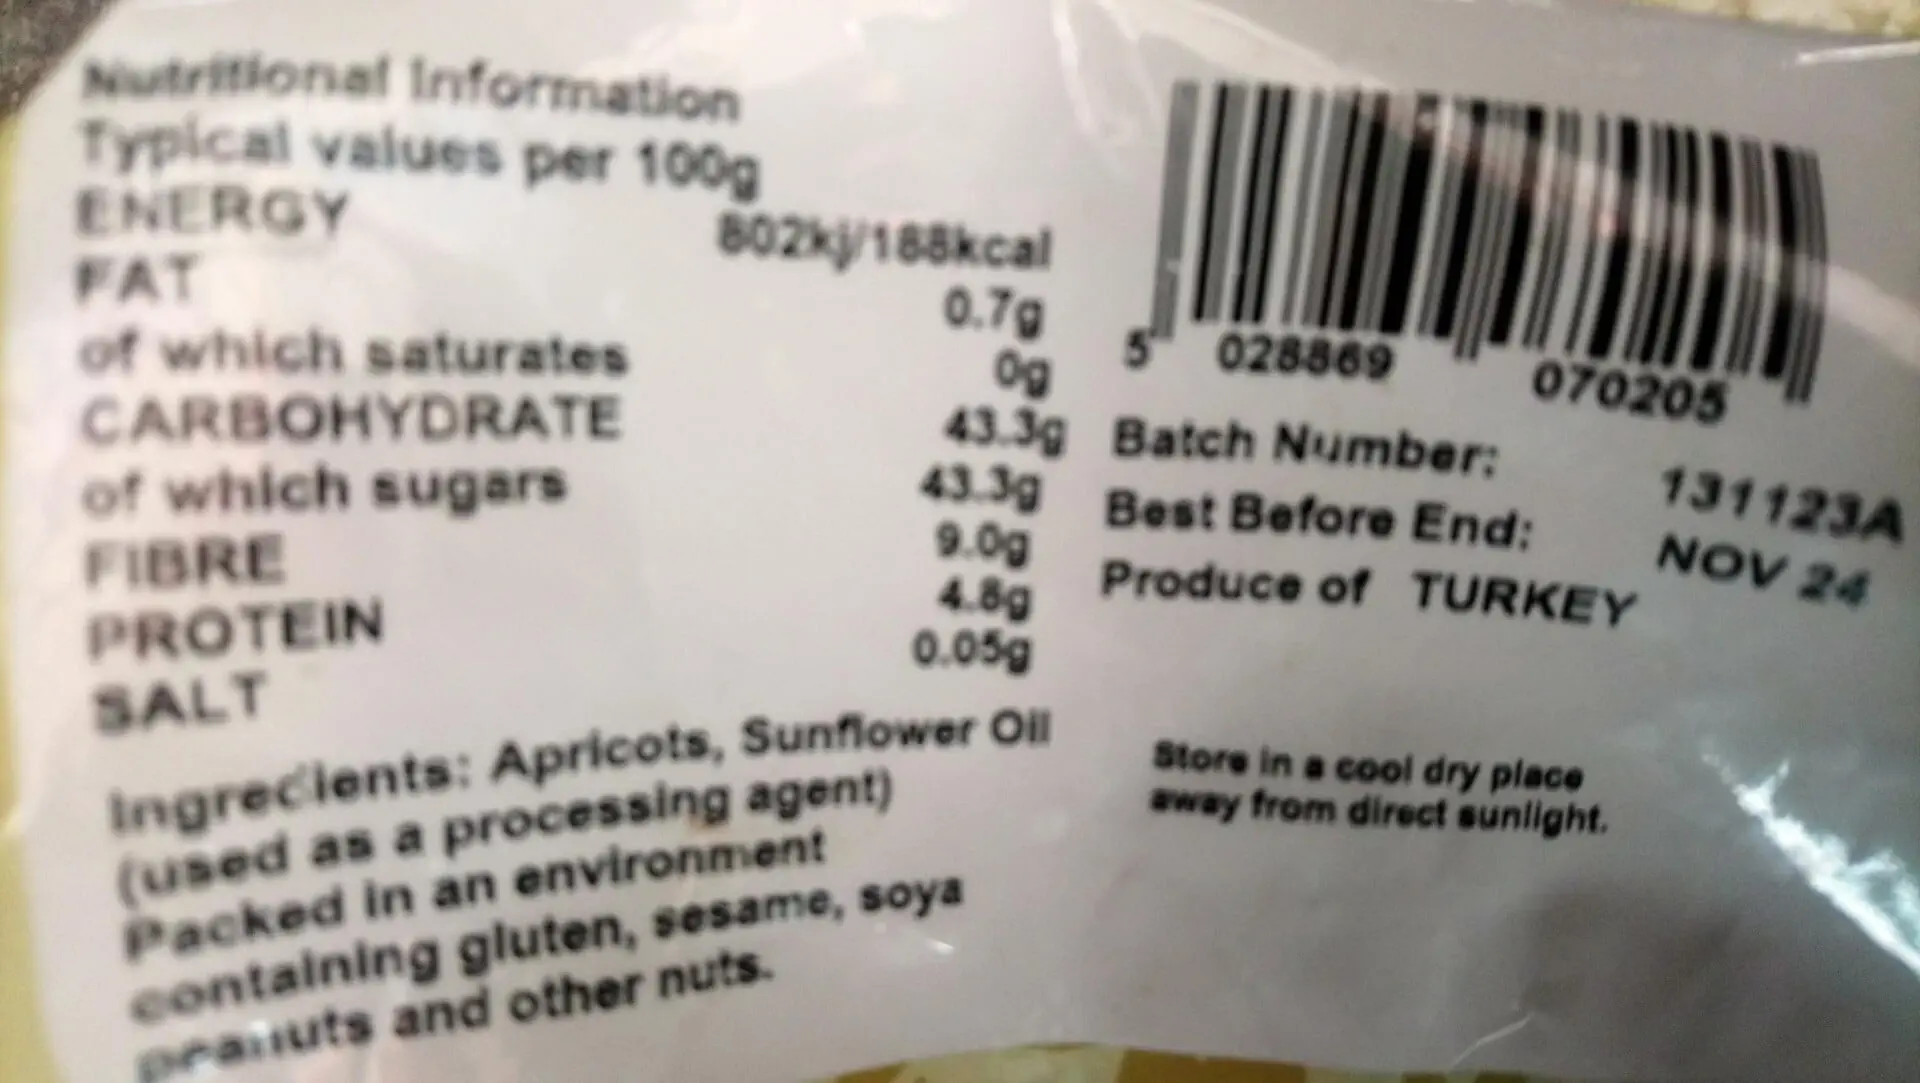 Nutritional Information
Typical values per 100g
ENERGY 802kj/188kcal
FAT 0.7g
of which saturates 0g
CARBOHYDRATE 43.3g
of which sugars 43.3g
FIBRE 9.0g
PROTEIN 4.8g
SALT 0.05g
Ingredients: Apricots, Sunflower Oil
(used as a processing agent)
Packed in an environment
containing gluten, sesame, soya
peanuts and other nuts.
5 028869 070205
Batch Number: 131123A
Best Before End: NOV 24
Produce of TURKEY
Store in a cool dry place
away from direct sunlight.